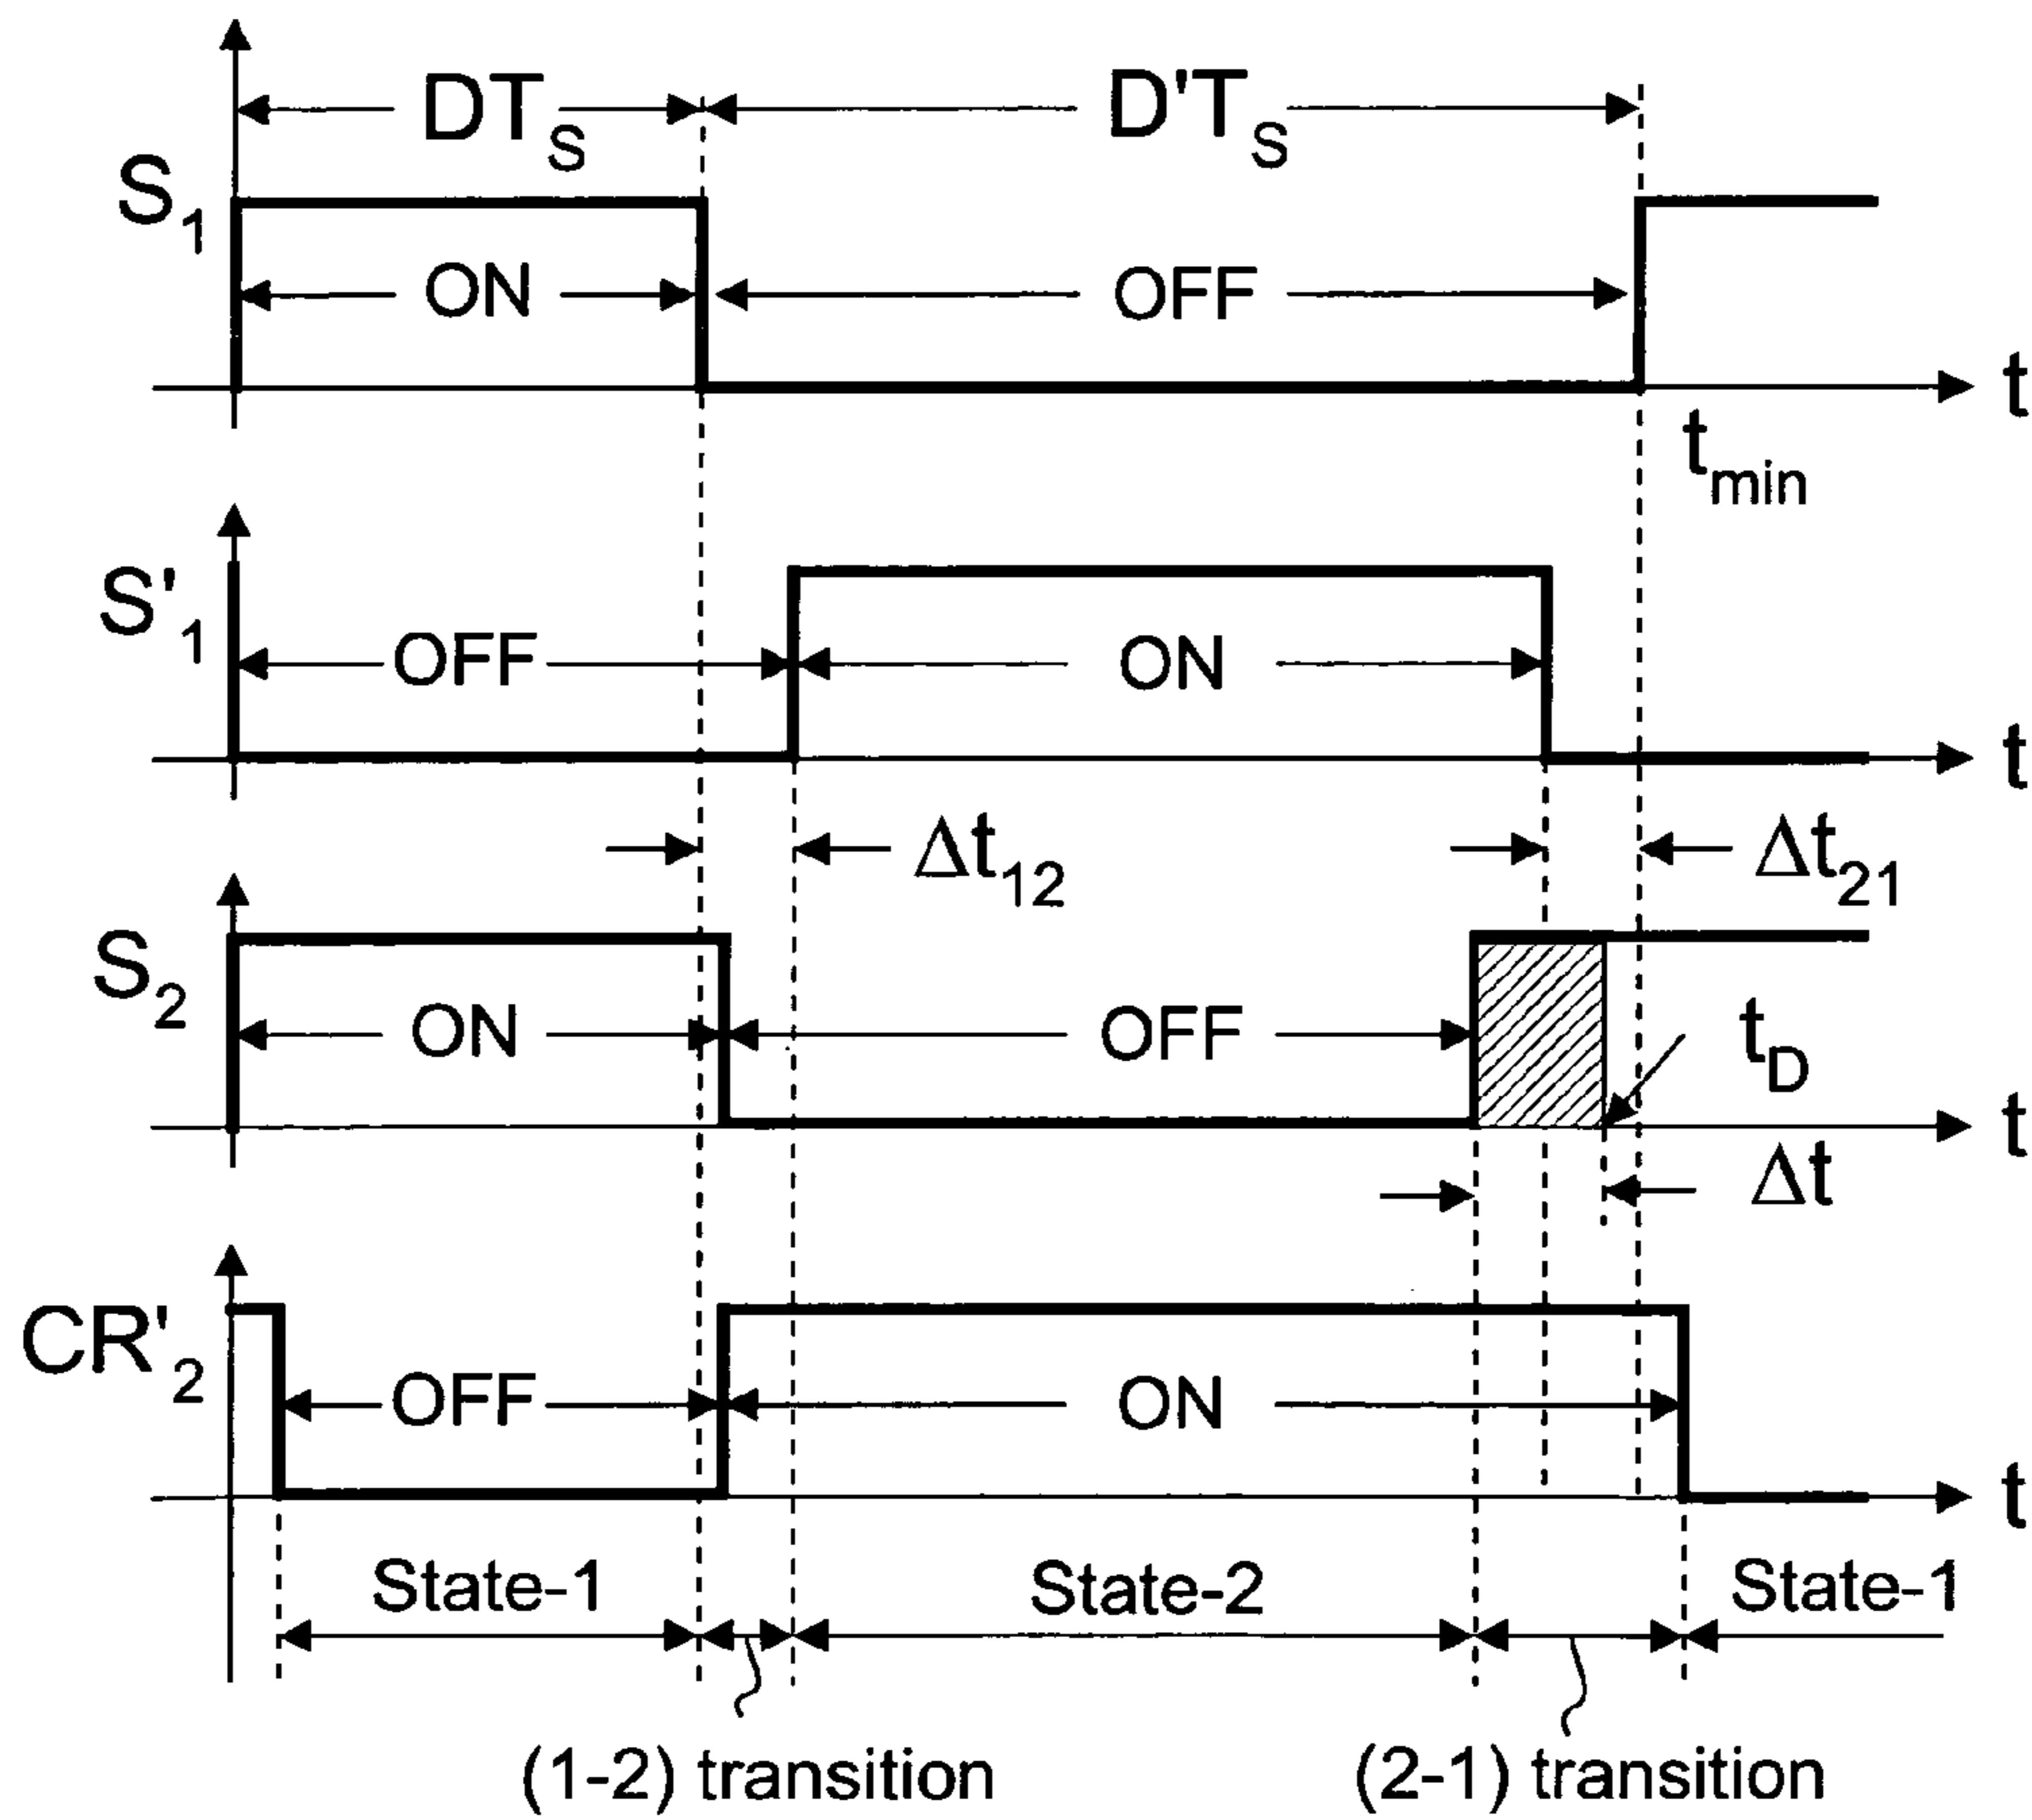 DT_S
D'T_S
S_1
ON
OFF
t
t_min
S'_1
OFF
ON
t
Δt_12
Δt_21
S_2
ON
OFF
t_D
t
Δt
CR'_2
OFF
ON
t
State-1
State-2
State-1
(1-2) transition
(2-1) transition